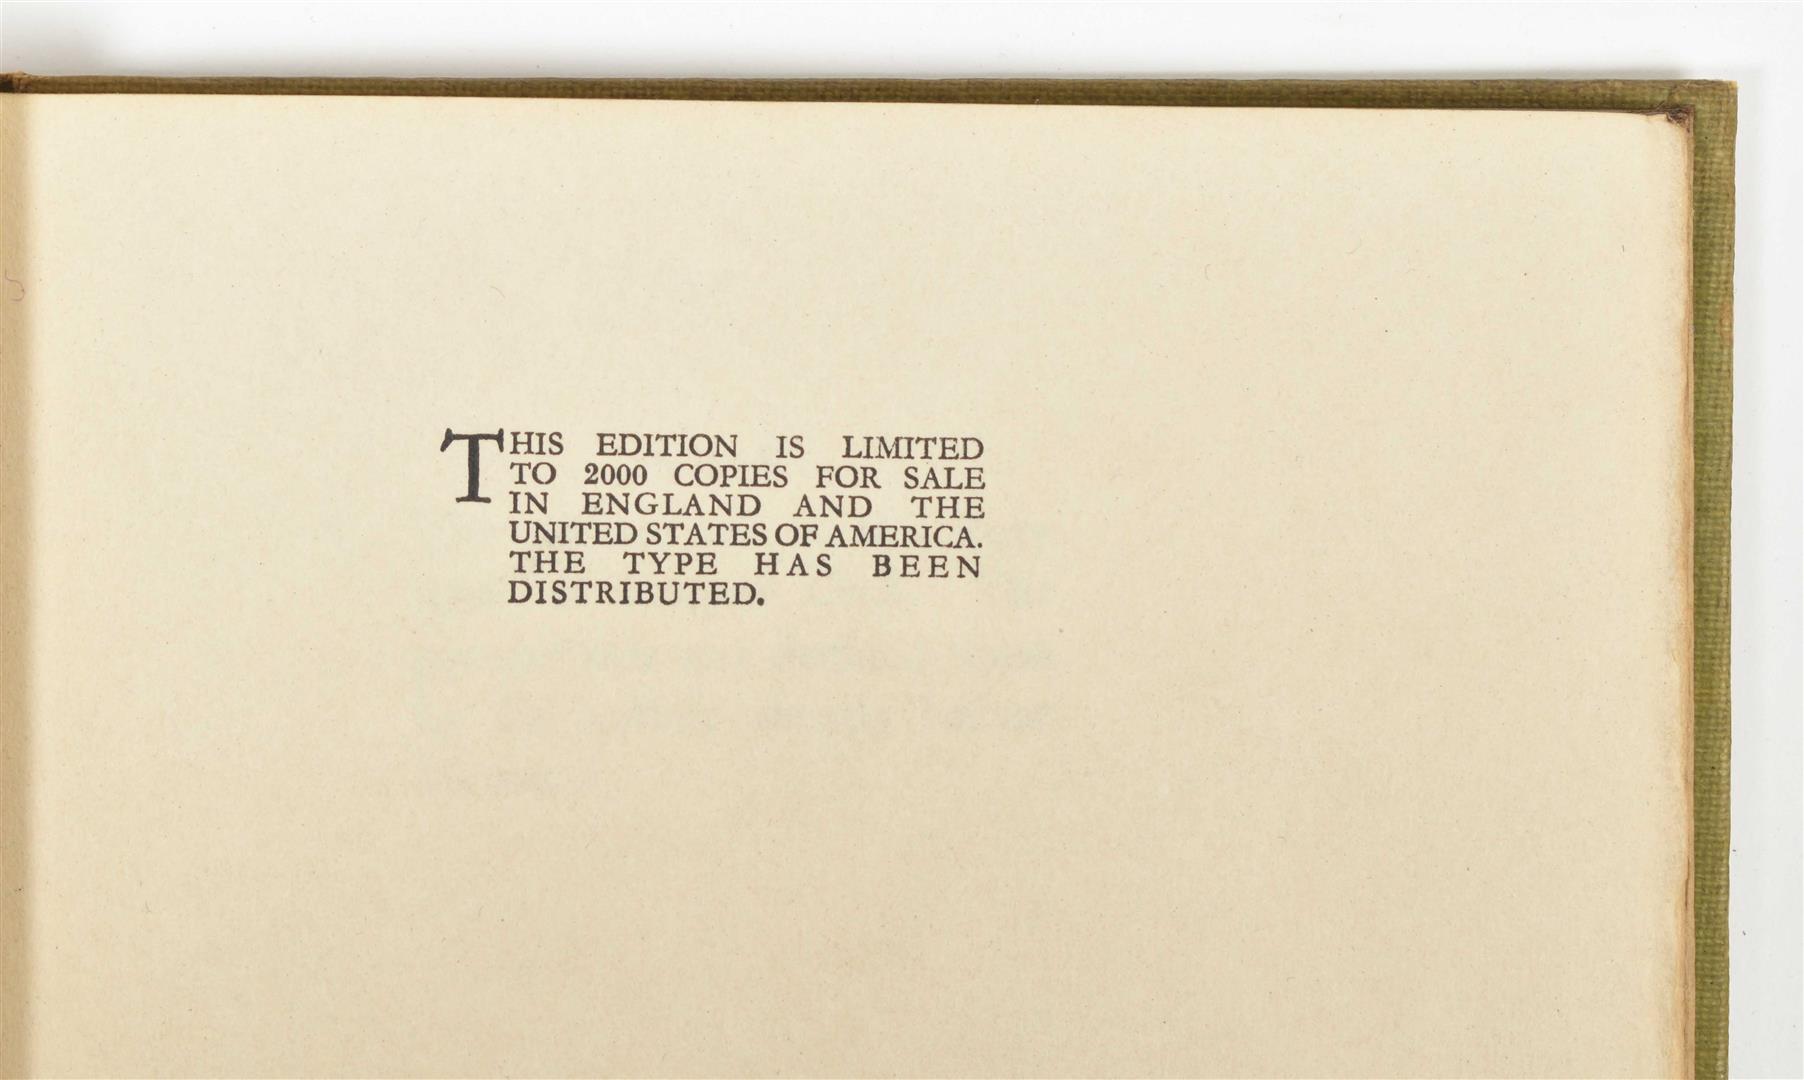 THIS EDITION IS LIMITED
TO 2000 COPIES FOR SALE
IN ENGLAND AND THE
UNITED STATES OF AMERICA.
THE TYPE HAS BEEN
DISTRIBUTED.